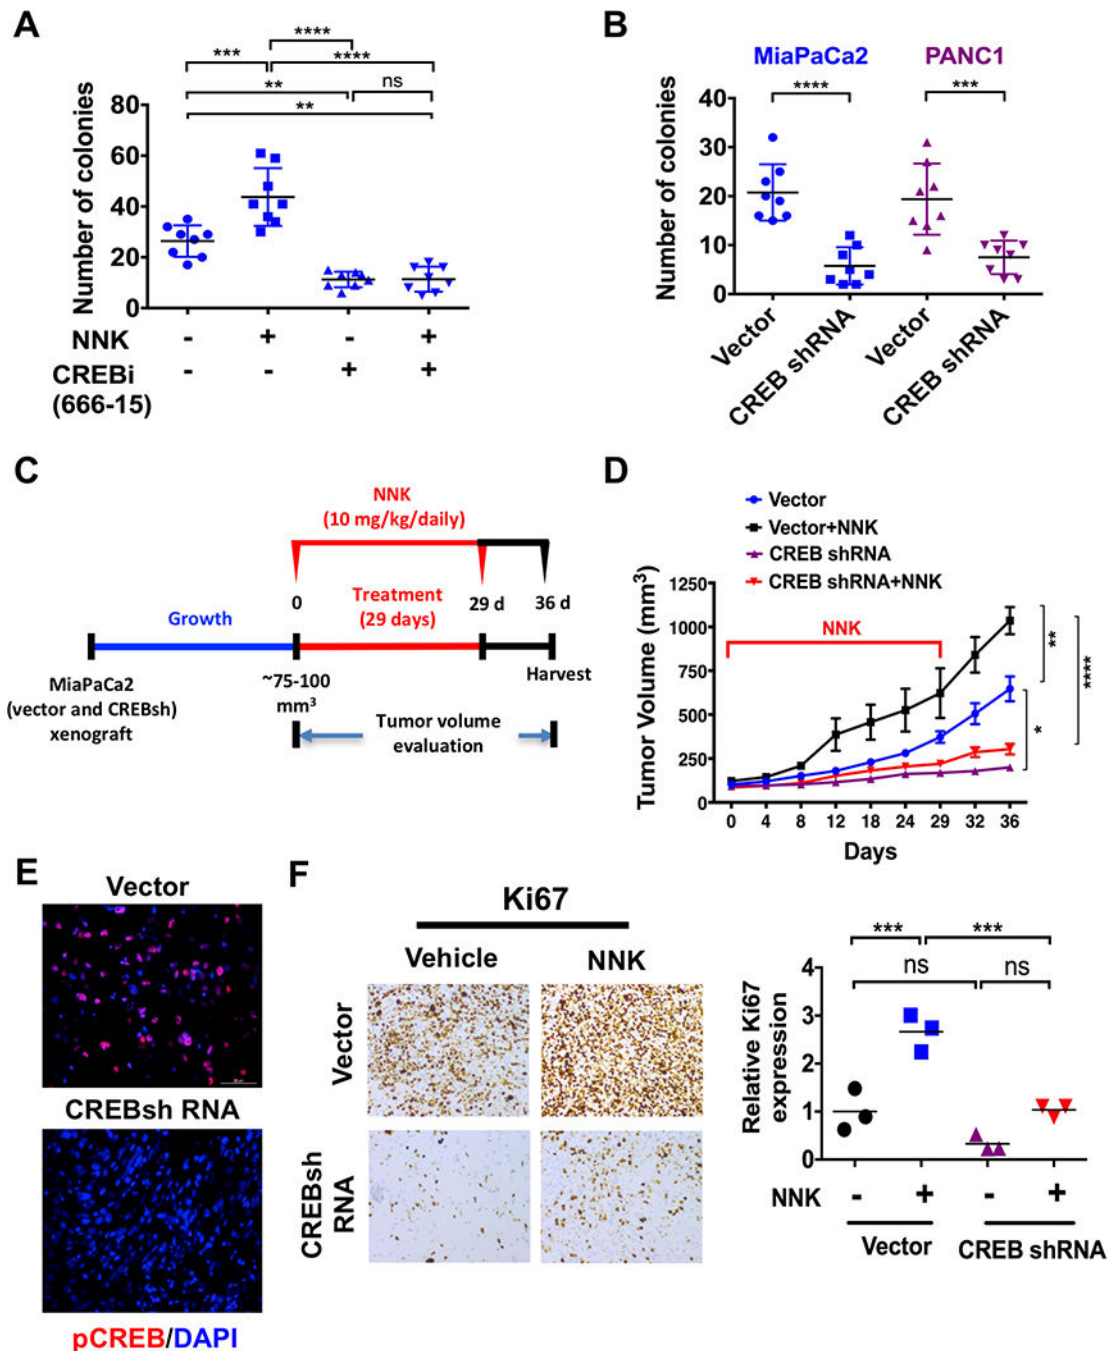 A
****
***
****
**
ns
**
Number of colonies
80
60
40
20
0
NNK
- + - +
CREBi
(666-15)
- - + +
B
MiaPaCa2
PANC1
****
***
Number of colonies
40
30
20
10
0
Vector
CREB shRNA
Vector
CREB shRNA
C
NNK
(10 mg/kg/daily)
0
Treatment
(29 days)
29 d
36 d
Growth
MiaPaCa2
(vector and CREBsh)
xenograft
~75-100
mm3
Harvest
Tumor volume
evaluation
D
Vector
Vector+NNK
CREB shRNA
CREB shRNA+NNK
Tumor Volume (mm3)
1250
1000
750
500
250
0
NNK
**
****
*
0 4 8 12 18 24 29 32 36
Days
E
Vector
CREBsh RNA
pCREB/DAPI
F
Ki67
Vehicle
NNK
Vector
CREBsh
RNA
*** ***
ns ns
Relative Ki67
expression
4
3
2
1
0
NNK - + - +
Vector
CREB shRNA